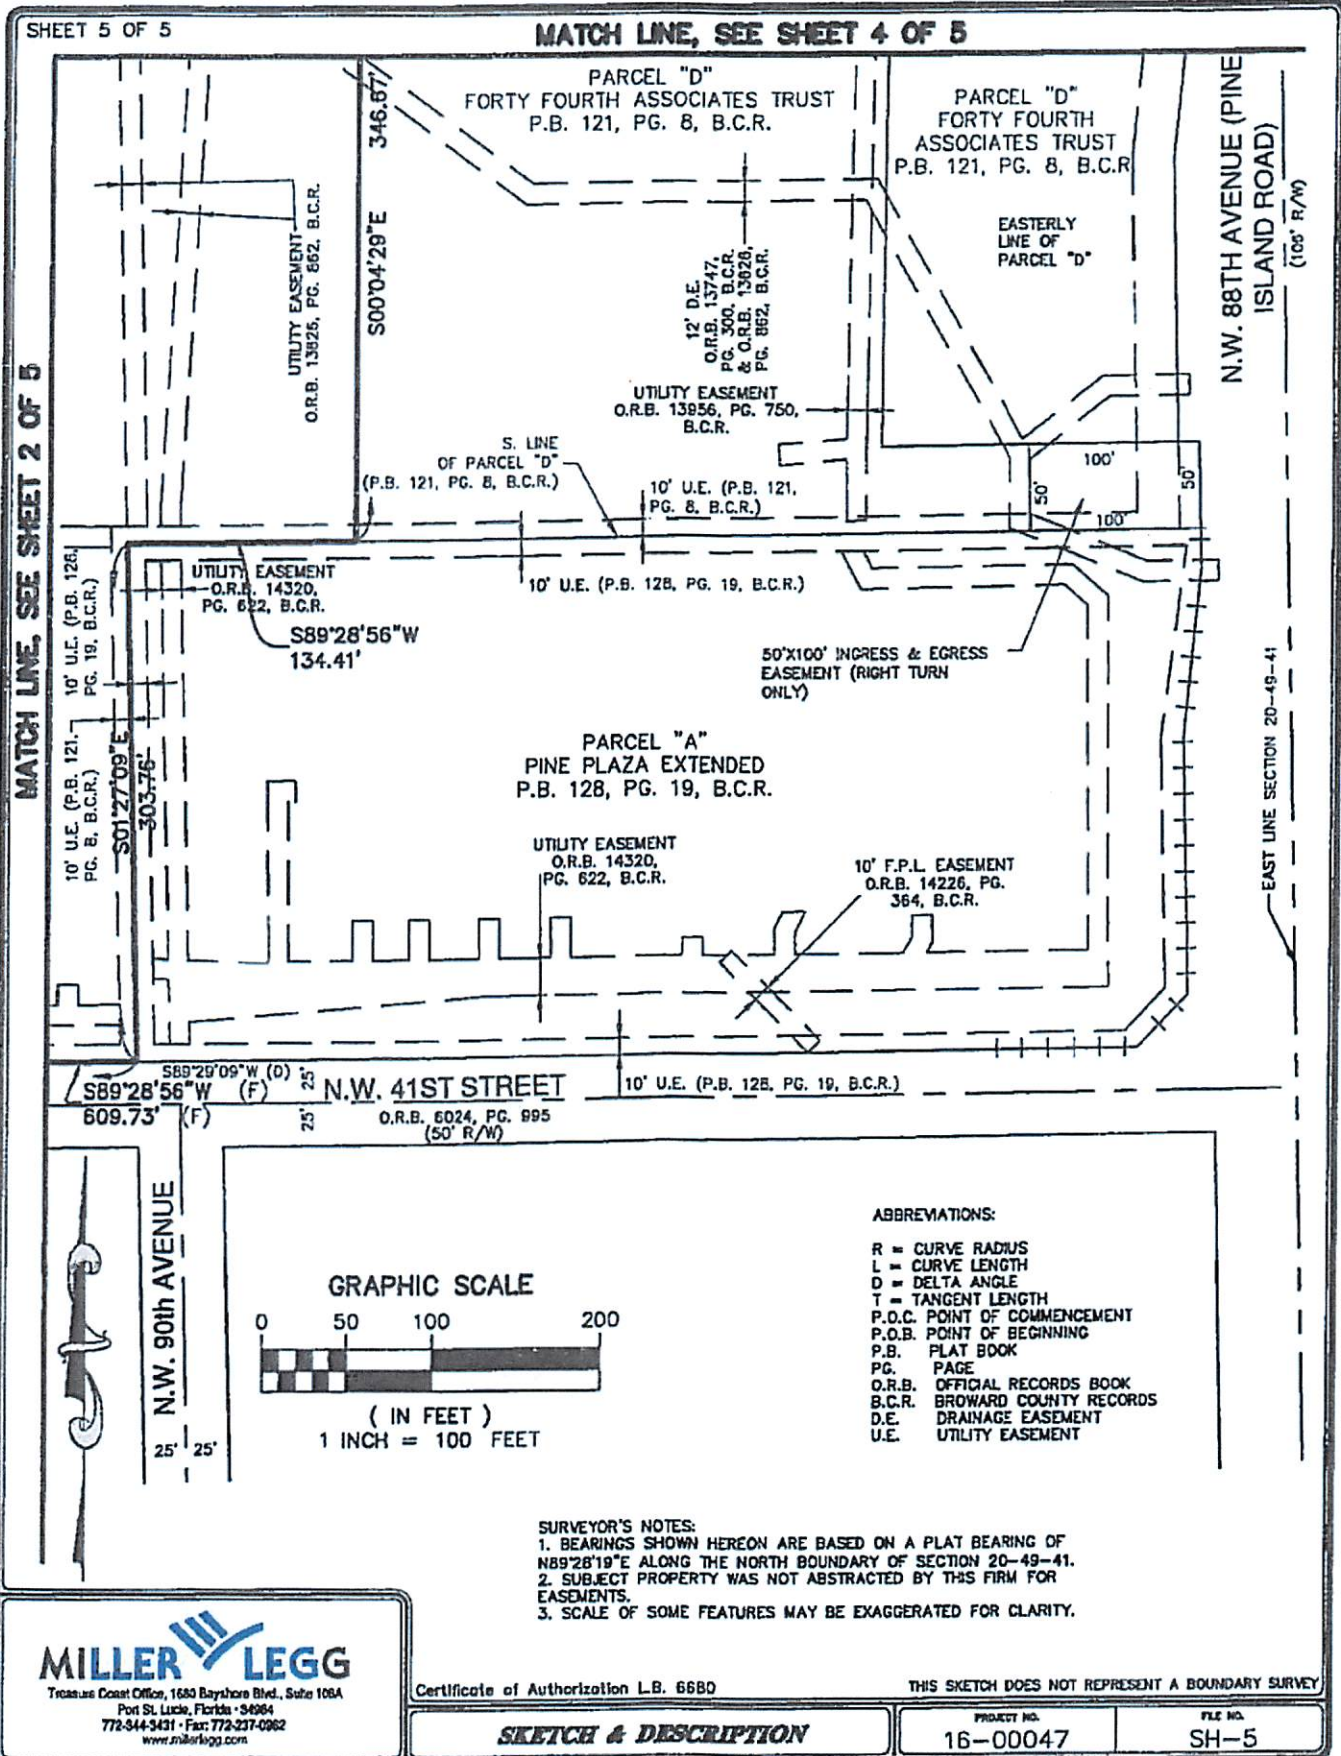 SHEET 5 OF 5
MATCH LINE, SEE SHEET 4 OF 5
MATCH LINE, SEE SHEET 2 OF 5
PARCEL "D"
FORTY FOURTH ASSOCIATES TRUST
P.B. 121, PG. 8, B.C.R.
PARCEL "D"
FORTY FOURTH
ASSOCIATES TRUST
P.B. 121, PG. 8, B.C.R
N.W. 88TH AVENUE (PINE
ISLAND ROAD)
(106' R/W)
346.67'
S00°04'29"E
UTILITY EASEMENT
O.R.B. 13826, PG. 862, B.C.R.
EASTERLY
LINE OF
PARCEL "D"
12' D.E.
O.R.B. 13747,
PG. 300, B.C.R.
& O.R.B. 13826,
PG. 862, B.C.R.
UTILITY EASEMENT
O.R.B. 13956, PG. 750,
B.C.R.
S. LINE
OF PARCEL "D"
(P.B. 121, PG. 8, B.C.R.)
10' U.E. (P.B. 121,
PG. 8, B.C.R.)
100'
50'
50'
100'
UTILITY EASEMENT
O.R.B. 14320,
PG. 622, B.C.R.
10' U.E. (P.B. 128, PG. 19, B.C.R.)
S89°28'56"W
134.41'
10' U.E. (P.B. 128,
PG. 19, B.C.R.)
10' U.E. (P.B. 121,
PG. 8, B.C.R.)
S01°27'09"E
303.76'
50'X100' INGRESS & EGRESS
EASEMENT (RIGHT TURN
ONLY)
PARCEL "A"
PINE PLAZA EXTENDED
P.B. 128, PG. 19, B.C.R.
EAST LINE SECTION 20-49-41
UTILITY EASEMENT
O.R.B. 14320,
PG. 622, B.C.R.
10' F.P.L EASEMENT
O.R.B. 14226, PG.
364, B.C.R.
S89°29'09"W (D)
S89°28'56"W (F)
609.73' (F)
25'
25'
N.W. 41ST STREET
O.R.B. 6024, PG. 995
(50' R/W)
10' U.E. (P.B. 128, PG. 19, B.C.R.)
N.W. 90th AVENUE
25' 25'
GRAPHIC SCALE
0 50 100 200
( IN FEET )
1 INCH = 100 FEET
ABBREVIATIONS:
R = CURVE RADIUS
L = CURVE LENGTH
D = DELTA ANGLE
T = TANGENT LENGTH
P.O.C. POINT OF COMMENCEMENT
P.O.B. POINT OF BEGINNING
P.B. PLAT BOOK
PG. PAGE
O.R.B. OFFICIAL RECORDS BOOK
B.C.R. BROWARD COUNTY RECORDS
D.E. DRAINAGE EASEMENT
U.E. UTILITY EASEMENT
SURVEYOR'S NOTES:
1. BEARINGS SHOWN HEREON ARE BASED ON A PLAT BEARING OF
N89°28'19"E ALONG THE NORTH BOUNDARY OF SECTION 20-49-41.
2. SUBJECT PROPERTY WAS NOT ABSTRACTED BY THIS FIRM FOR
EASEMENTS.
3. SCALE OF SOME FEATURES MAY BE EXAGGERATED FOR CLARITY.
MILLER LEGG
Treasure Coast Office, 1680 Bayshore Blvd., Suite 106A
Port St. Lucie, Florida · 34984
772-344-3431 · Fax: 772-237-0962
www.millerlegg.com
Certificate of Authorization L.B. 6680
THIS SKETCH DOES NOT REPRESENT A BOUNDARY SURVEY
SKETCH & DESCRIPTION
PROJECT NO.
16-00047
FILE NO.
SH-5